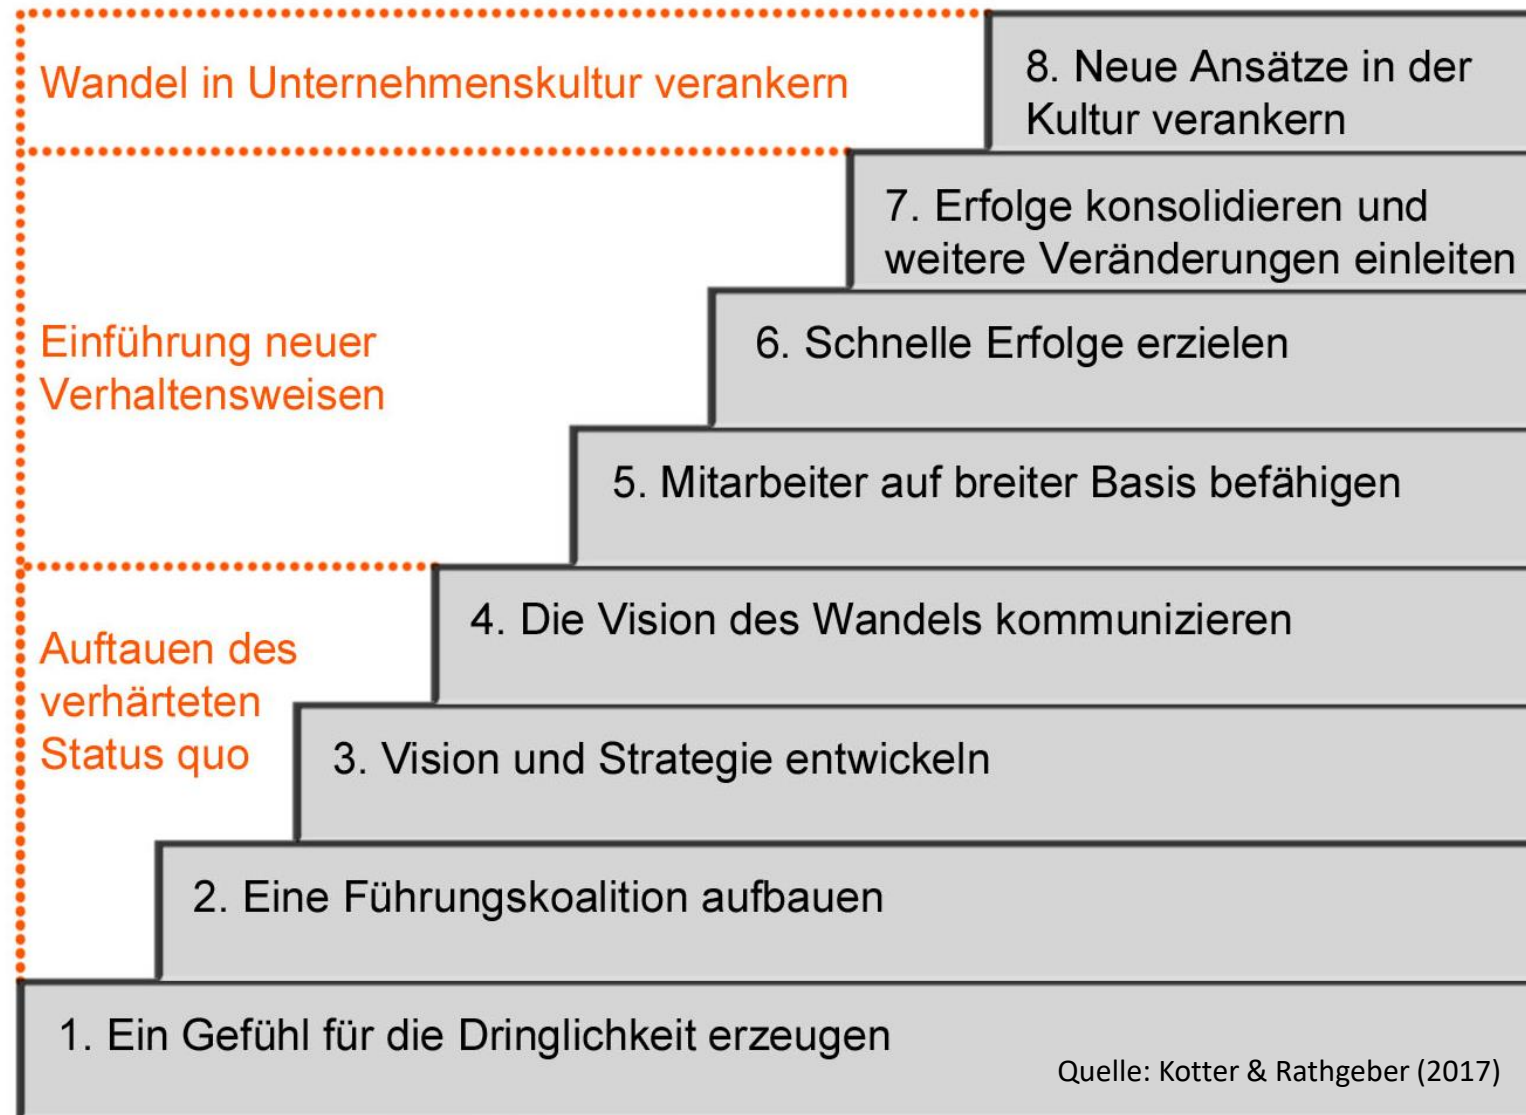 Wandel in Unternehmenskultur verankern
8. Neue Ansätze in der
Kultur verankern
7. Erfolge konsolidieren und
weitere Veränderungen einleiten
Einführung neuer
Verhaltensweisen
6. Schnelle Erfolge erzielen
5. Mitarbeiter auf breiter Basis befähigen
4. Die Vision des Wandels kommunizieren
Auftauen des
verhärteten
Status quo
3. Vision und Strategie entwickeln
2. Eine Führungskoalition aufbauen
1. Ein Gefühl für die Dringlichkeit erzeugen
Quelle: Kotter & Rathgeber (2017)